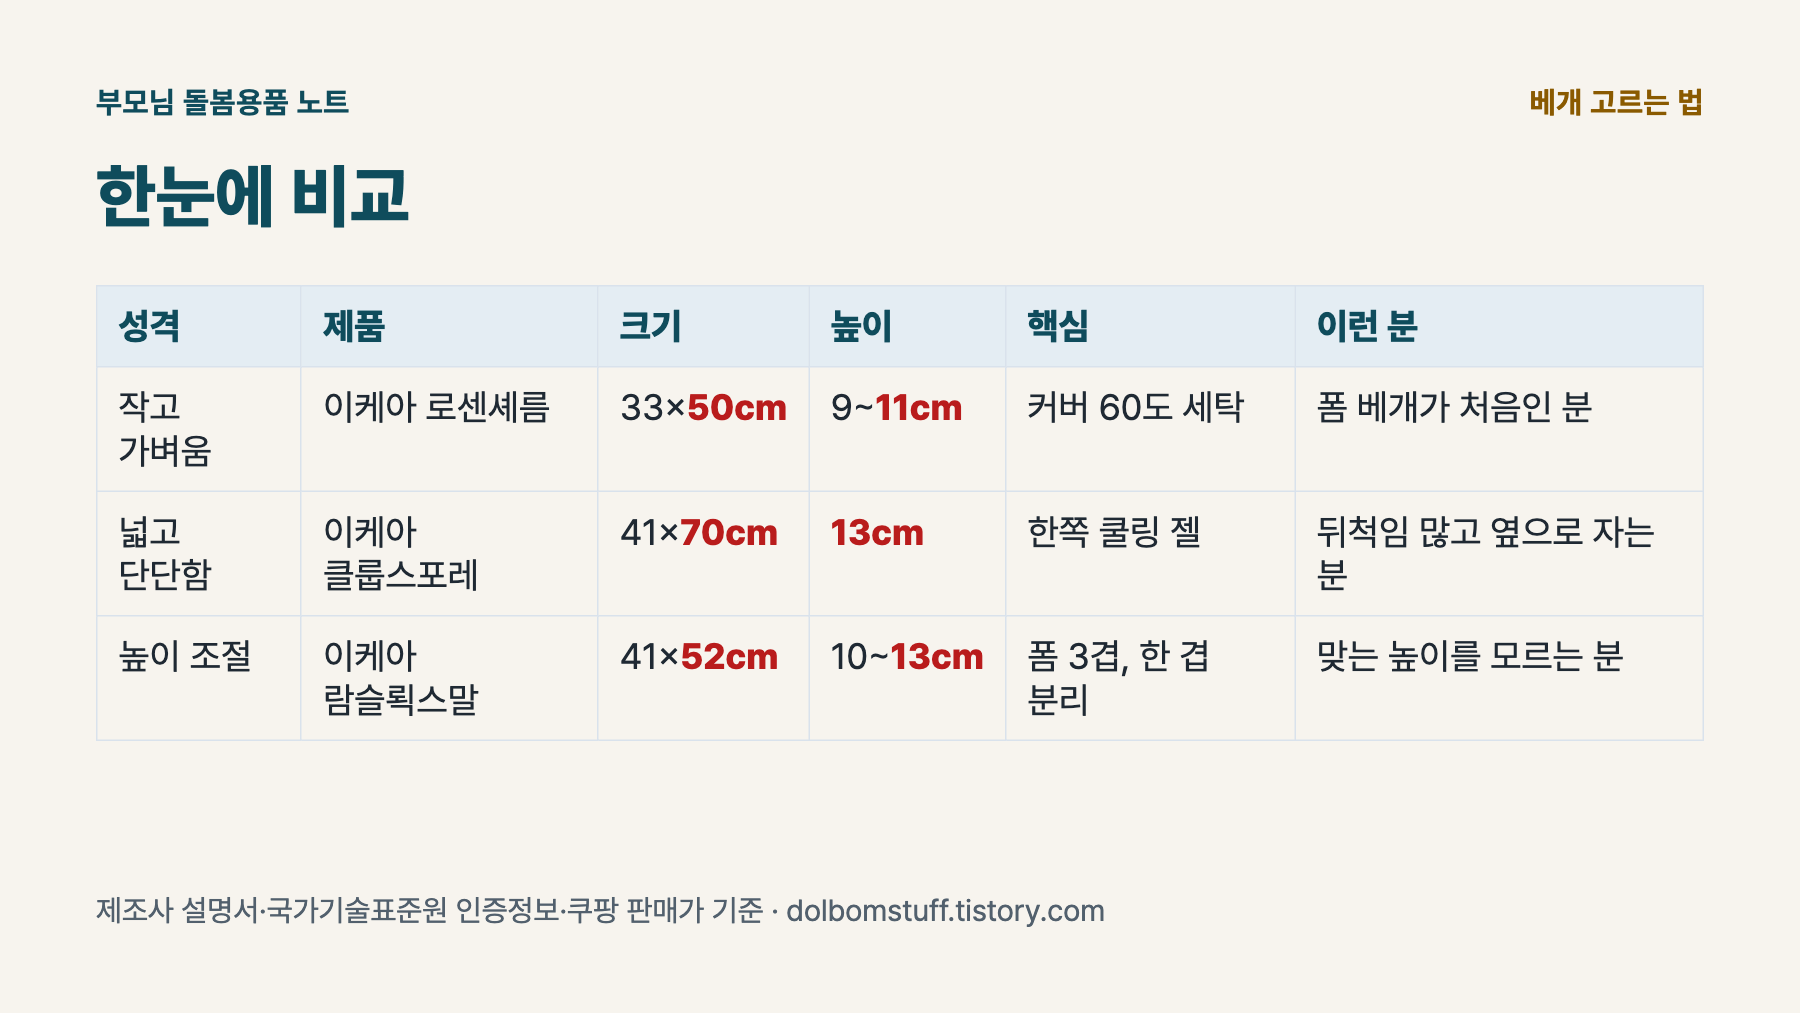 부모님 돌봄용품 노트
베개 고르는 법
한눈에 비교
성격 제품 크기 높이 핵심 이런 분
작고 이케아 로센셰름 33×50cm 9~11cm 커버 60도 세탁 폼 베개가 처음인 분
가벼움
넓고 이케아 41×70cm 13cm 한쪽 쿨링 젤 뒤척임 많고 옆으로 자는
단단함 클룹스포레 분
높이 조절 이케아 41×52cm 10~13cm 폼 3겹, 한 겹 맞는 높이를 모르는 분
람슬뢱스말 분리
제조사 설명서·국가기술표준원 인증정보·쿠팡 판매가 기준 · dolbomstuff.tistory.com